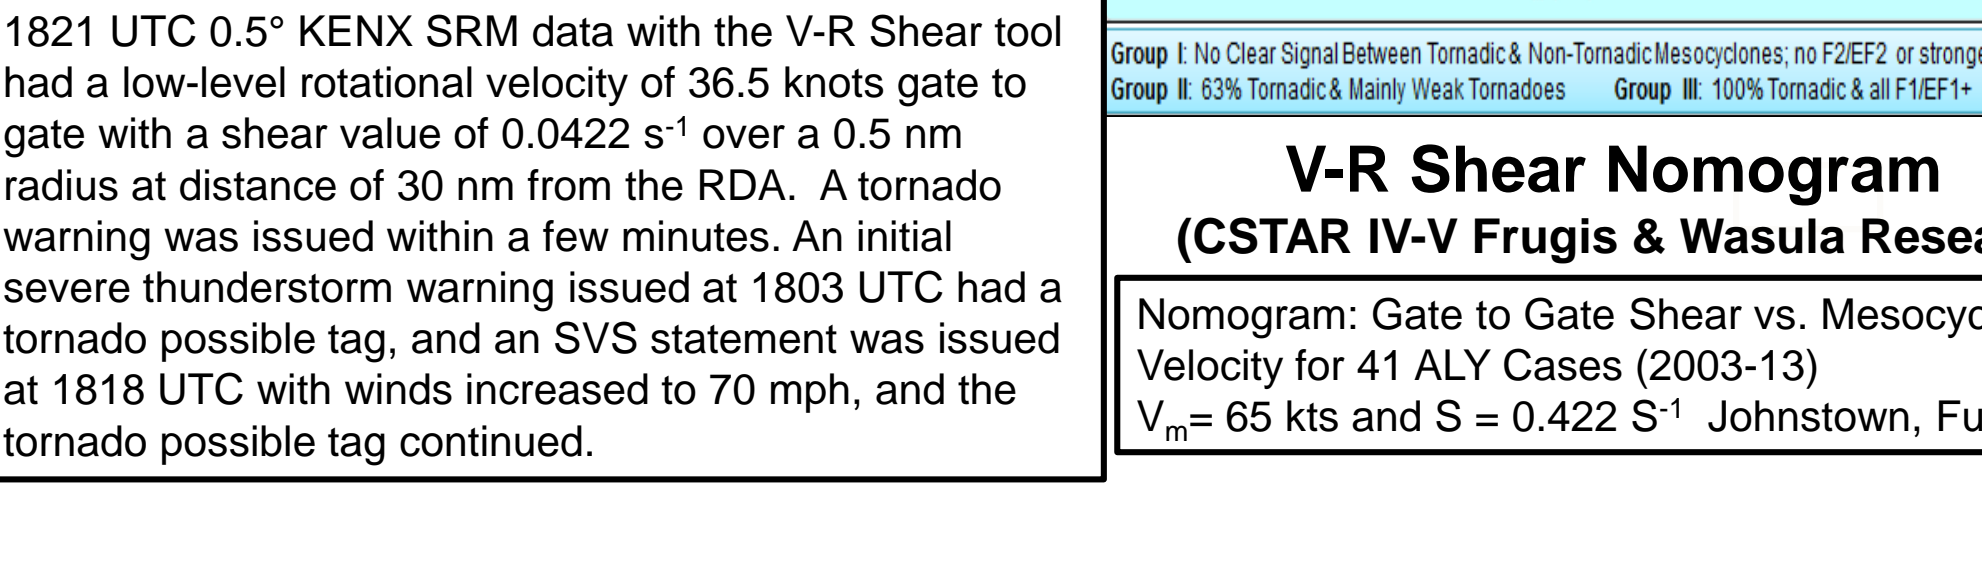 1821 UTC 0.5° KENX SRM data with the V-R Shear tool
had a low-level rotational velocity of 36.5 knots gate to
gate with a shear value of 0.0422 s-1 over a 0.5 nm
radius at distance of 30 nm from the RDA. A tornado
warning was issued within a few minutes. An initial
severe thunderstorm warning issued at 1803 UTC had a
tornado possible tag, and an SVS statement was issued
at 1818 UTC with winds increased to 70 mph, and the
tornado possible tag continued.
Group I: No Clear Signal Between Tornadic & Non-Tornadic Mesocyclones; no F2/EF2 or
Group II: 63% Tornadic & Mainly Weak Tornadoes Group III: 100% Tornadic & all F1/EF1+
V-R Shear Nomogram
(CSTAR IV-V Frugis & Wasula
Nomogram: Gate to Gate Shear vs.
Velocity for 41 ALY Cases (2003-13)
Vm= 65 kts and S = 0.422 S-1 Johnstown,